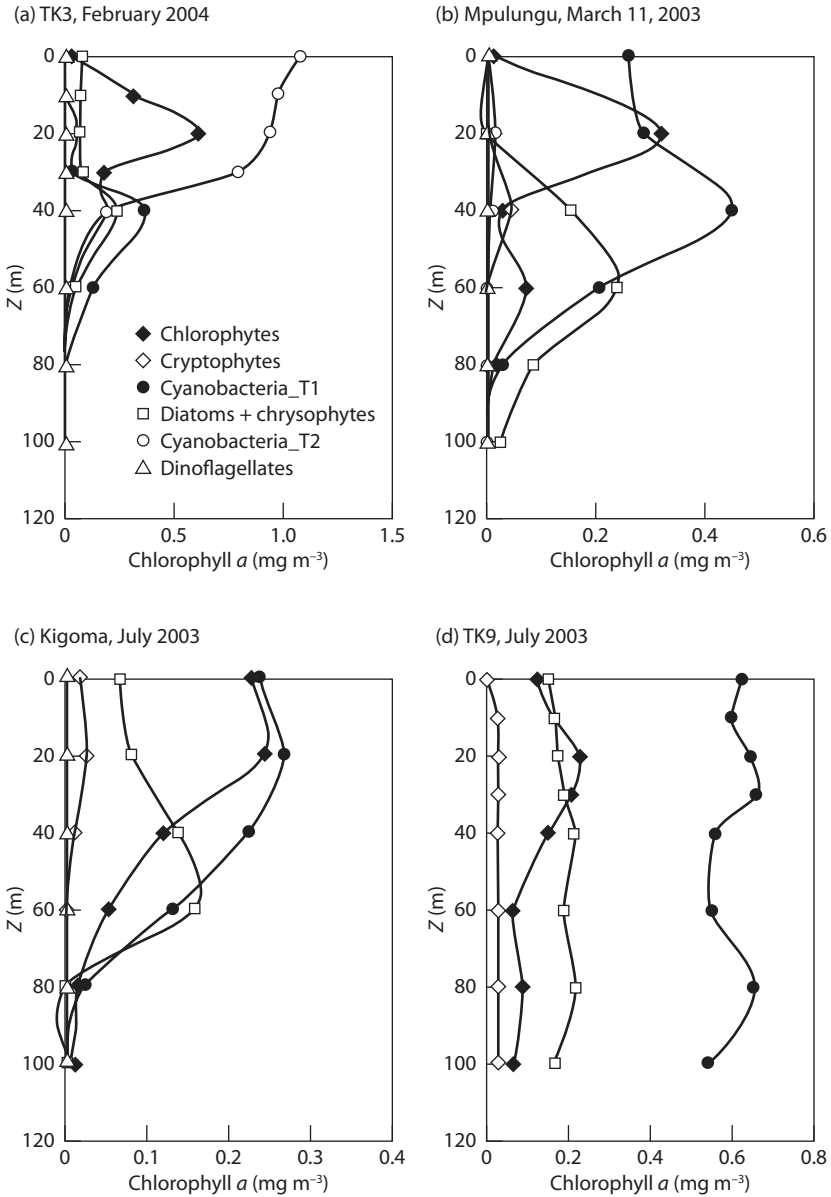 (a) TK3, February 2004
0
20
40
60
80
100
120
Z (m)
0 0.5 1.0 1.5
Chlorophyll a (mg m⁻³)
Chlorophytes
Cryptophytes
Cyanobacteria_T1
Diatoms + chrysophytes
Cyanobacteria_T2
Dinoflagellates
(b) Mpulungu, March 11, 2003
0
20
40
60
80
100
120
Z (m)
0 0.2 0.4 0.6
Chlorophyll a (mg m⁻³)
(c) Kigoma, July 2003
0
20
40
60
80
100
120
Z (m)
0 0.1 0.2 0.3 0.4
Chlorophyll a (mg m⁻³)
(d) TK9, July 2003
0
20
40
60
80
100
120
Z (m)
0 0.2 0.4 0.6 0.8
Chlorophyll a (mg m⁻³)